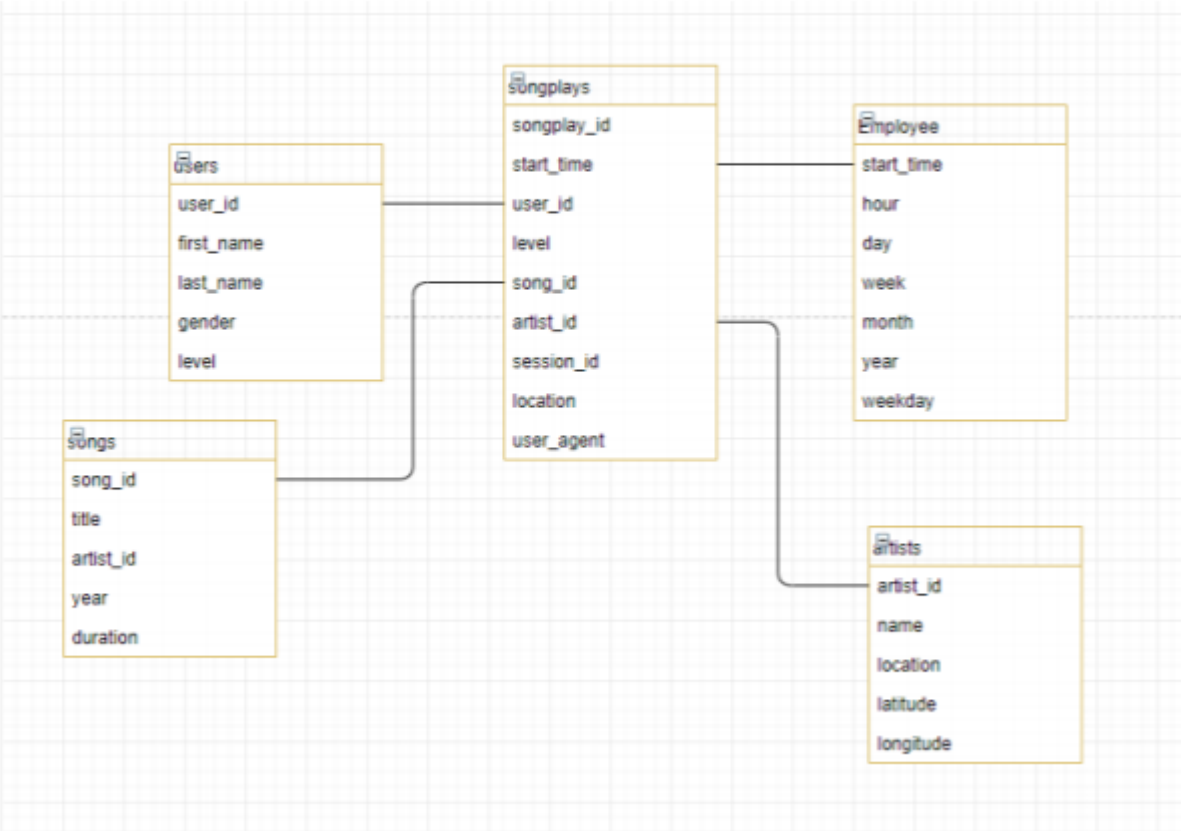 songplays
songplay_id
start_time
user_id
level
song_id
artist_id
session_id
location
user_agent
Employee
start_time
hour
day
week
month
year
weekday
users
user_id
first_name
last_name
gender
level
songs
song_id
title
artist_id
year
duration
artists
artist_id
name
location
latitude
longitude